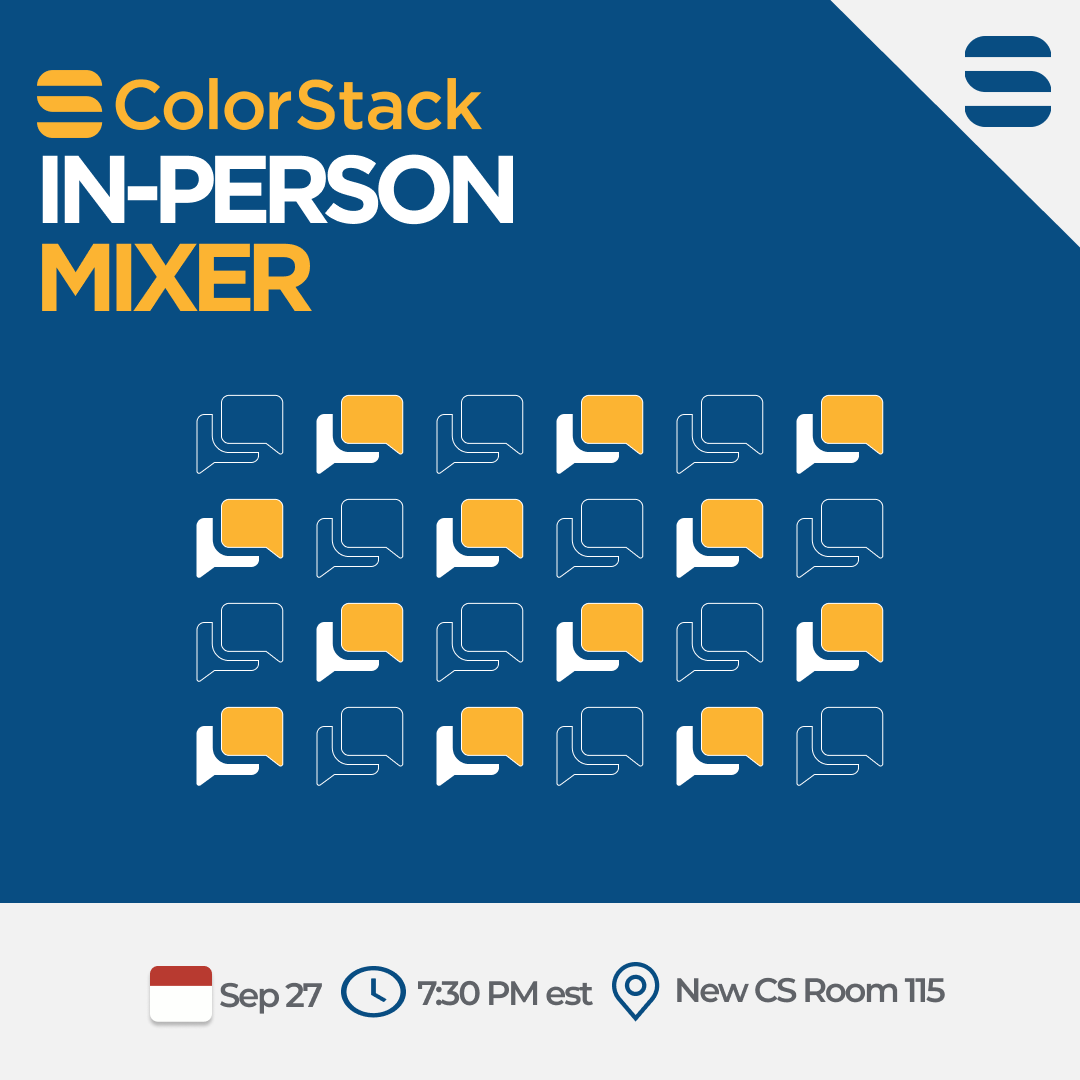 ColorStack
IN-PERSON
MIXER
Sep 27
7:30 PM est
New CS Room 115